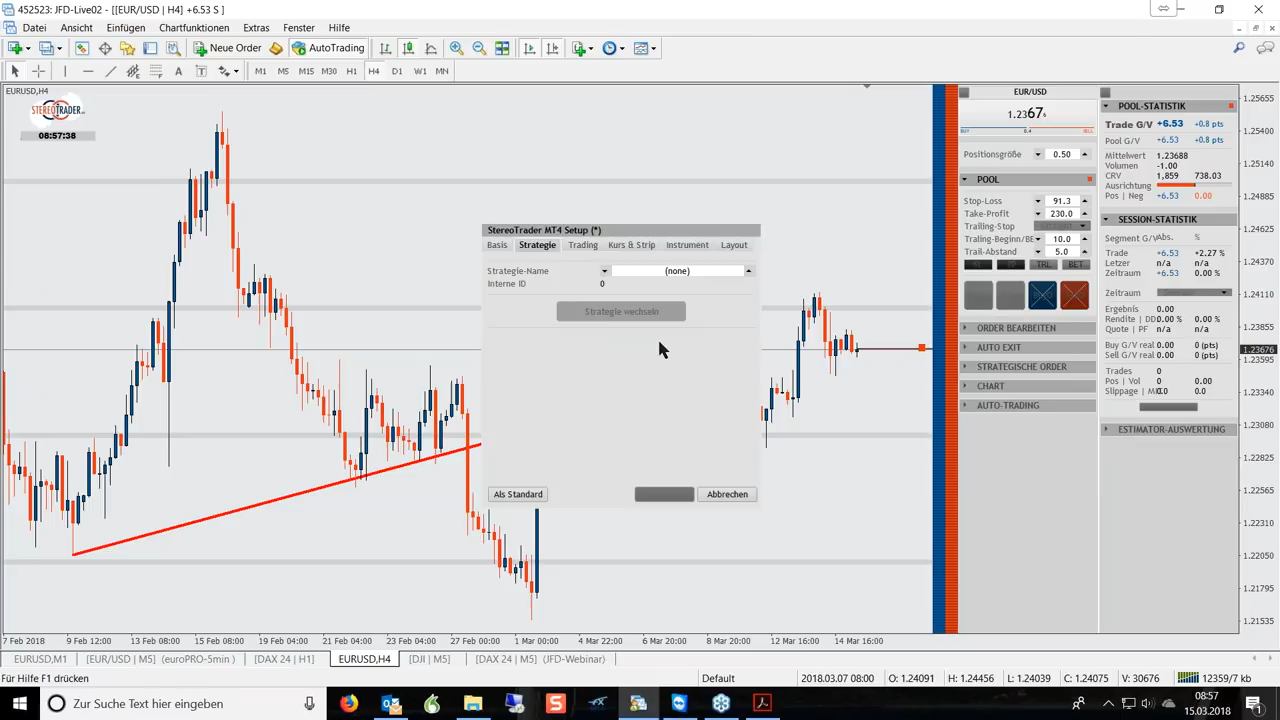 452523: JFD-Live02 - [[EUR/USD | H4] +6.53 S ]
Datei Ansicht Einfügen Chartfunktionen Extras Fenster Hilfe
Neue Order AutoTrading
A T M1 M5 M15 M30 H1 H4 D1 W1 MN
EURUSD,H4
STEREOTRADER
08:57:38
StereoTrader MT4 Setup (*)
Basis Strategie Trading Kurs & Strip Instrument Layout
Strategie-Name (none)
Interne ID 0
Strategie wechseln
Als Standard Abbrechen
EUR/USD
1.2367
BUY 0.4 SELL
Positionsgröße 0.50
POOL
Stop-Loss 91.3
Take-Profit 230.0
Trailing-Stop
Trailing-Beginn/BE 10.0
Trail-Abstand 5.0
TRL BET
ORDER BEARBEITEN
AUTO EXIT
STRATEGISCHE ORDER
CHART
AUTO-TRADING
POOL-STATISTIK
Trade G/V +6.53 +0.8 pts
Pool G/V +6.53 +0.8 pts
Mittelwert 1.23688
Volumen -1.00
CRV 1,859 738.03
Ausrichtung
Pos | Neg +6.53 0.00
SESSION-STATISTIK
Segment G/V Abs. %
Trade +6.53 +2.27 %
Letzer n/a n/a
Zeitraum +6.53 0.00 %
Zeitraum
Ergebnis 0.00
Rendite | DD 0.00 % 0.00 %
Quote | PF n/a n/a
Buy G/V real 0.00 0 (pts)
Sell G/V real 0.00 0 (pts)
Trades 0
Pos | Vol 0 0.00
Slippage | 0.0 0.0
ESTIMATOR-AUSWERTUNG
1.25655
1.25400
1.25140
1.24885
1.24625
1.24370
1.24110
1.23855
1.23676
1.23595
1.23340
1.23080
1.22825
1.22565
1.22310
1.22050
1.21795
1.21535
7 Feb 2018 9 Feb 12:00 13 Feb 08:00 15 Feb 08:00 19 Feb 04:00 21 Feb 04:00 23 Feb 04:00 27 Feb 00:00 1 Mar 00:00 4 Mar 22:00 6 Mar 20:00 8 Mar 20:00 12 Mar 16:00 14 Mar 16:00
EURUSD,M1 [EUR/USD | M5] (euroPRO-5min ) [DAX 24 | H1] EURUSD,H4 [DJI | M5] [DAX 24 | M5] (JFD-Webinar)
Für Hilfe F1 drücken Default 2018.03.07 08:00 O: 1.24091 H: 1.24456 L: 1.24039 C: 1.24075 V: 30676 12359/7 kb
Zur Suche Text hier eingeben 08:57
15.03.2018